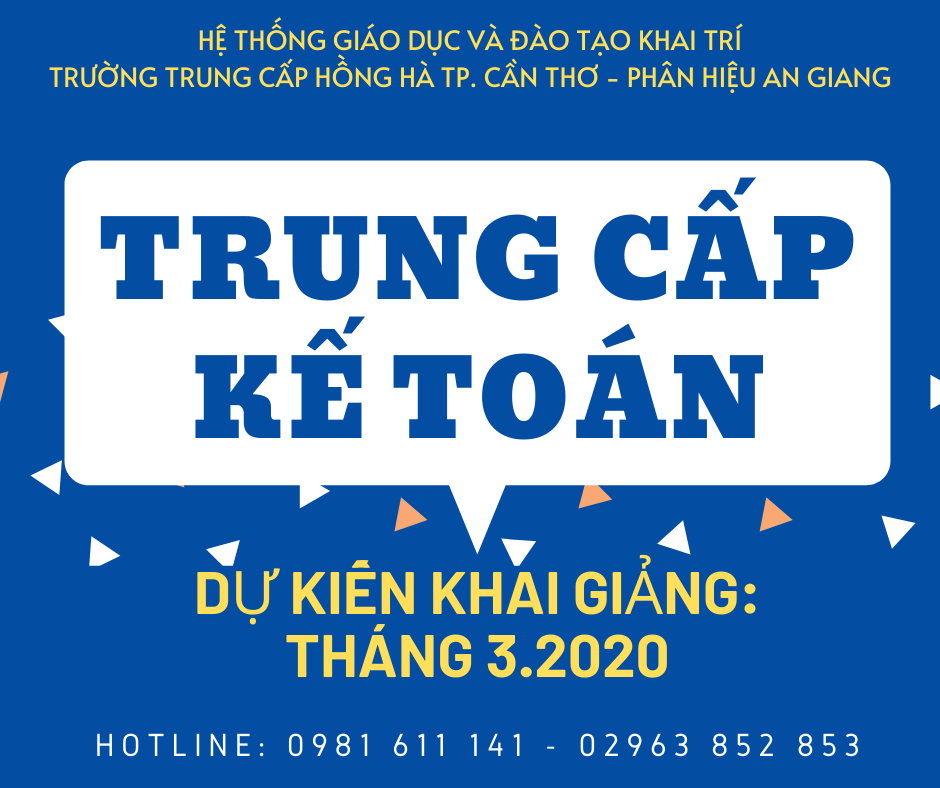 HỆ THỐNG GIÁO DỤC VÀ ĐÀO TẠO KHAI TRÍ
TRƯỜNG TRUNG CẤP HỒNG HÀ TP. CẦN THƠ - PHÂN HIỆU AN GIANG
TRUNG CẤP
KẾ TOÁN
DỰ KIẾN KHAI GIẢNG:
THÁNG 3.2020
HOTLINE: 0981 611 141 - 02963 852 853